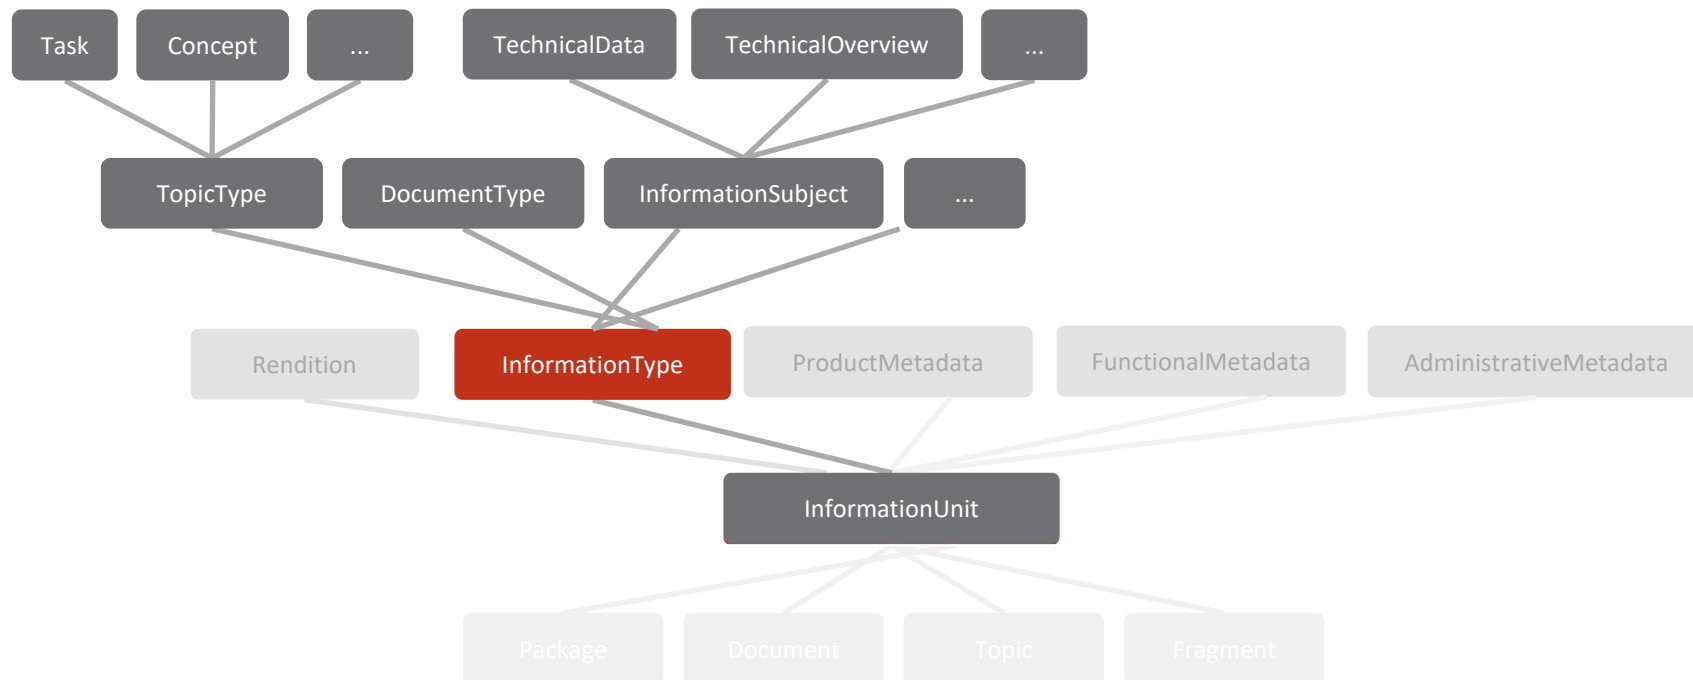 Task
Concept
...
TechnicalData
TechnicalOverview
...
TopicType
DocumentType
InformationSubject
...
Rendition
InformationType
ProductMetadata
FunctionalMetadata
AdministrativeMetadata
InformationUnit
Package
Document
Topic
Fragment